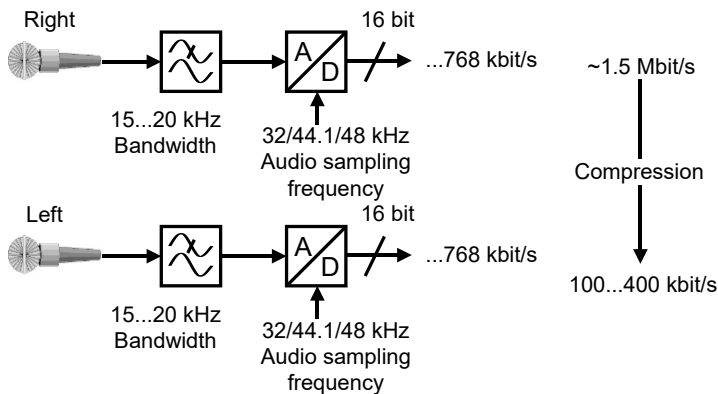 Right
16 bit
A
D
...768 kbit/s
15...20 kHz
Bandwidth
32/44.1/48 kHz
Audio sampling
frequency
Left
16 bit
A
D
...768 kbit/s
15...20 kHz
Bandwidth
32/44.1/48 kHz
Audio sampling
frequency
~1.5 Mbit/s
Compression
100...400 kbit/s